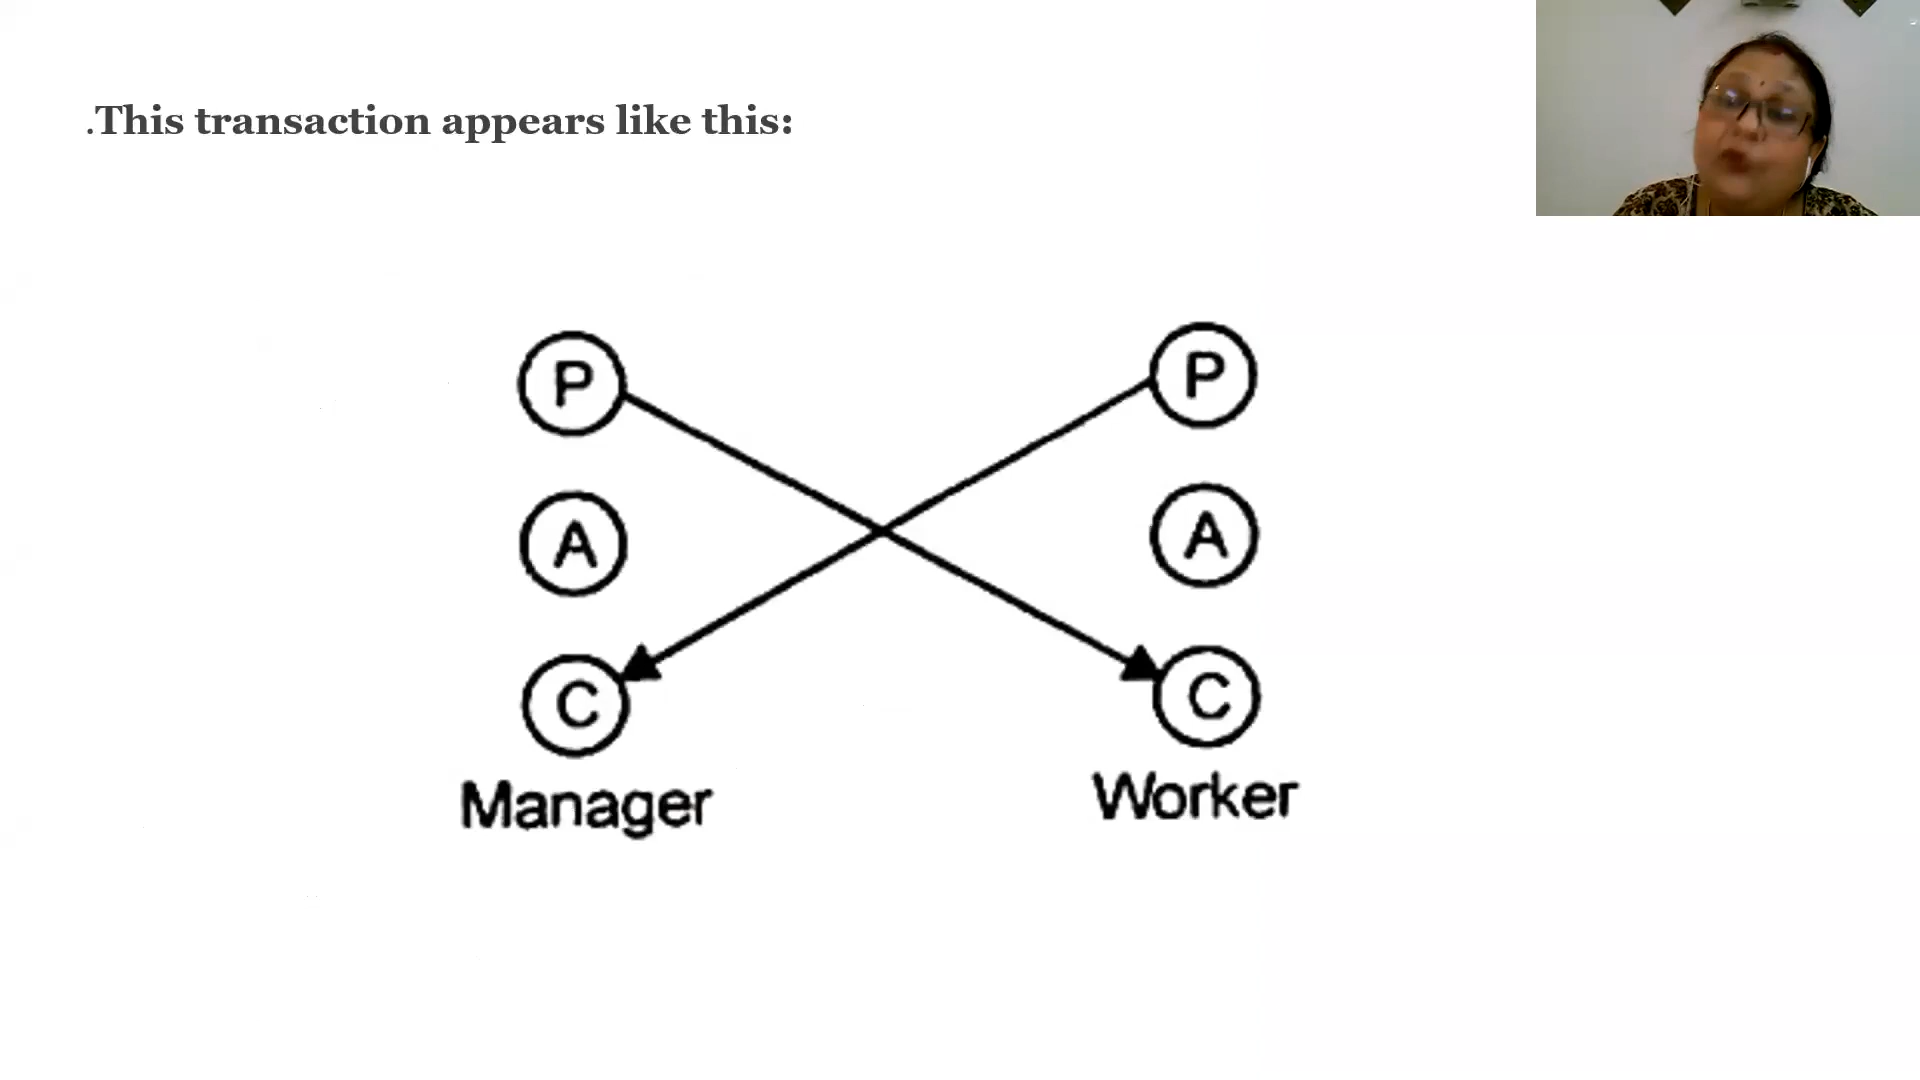 .This transaction appears like this:
P P
A A
C C
Manager Worker